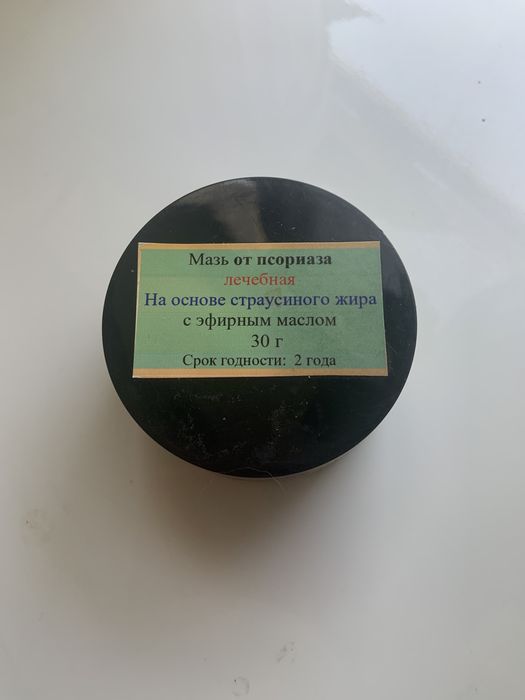 Мазь от псориаза
лечебная
На основе страусиного жира
с эфирным маслом
30 г
Срок годности: 2 года